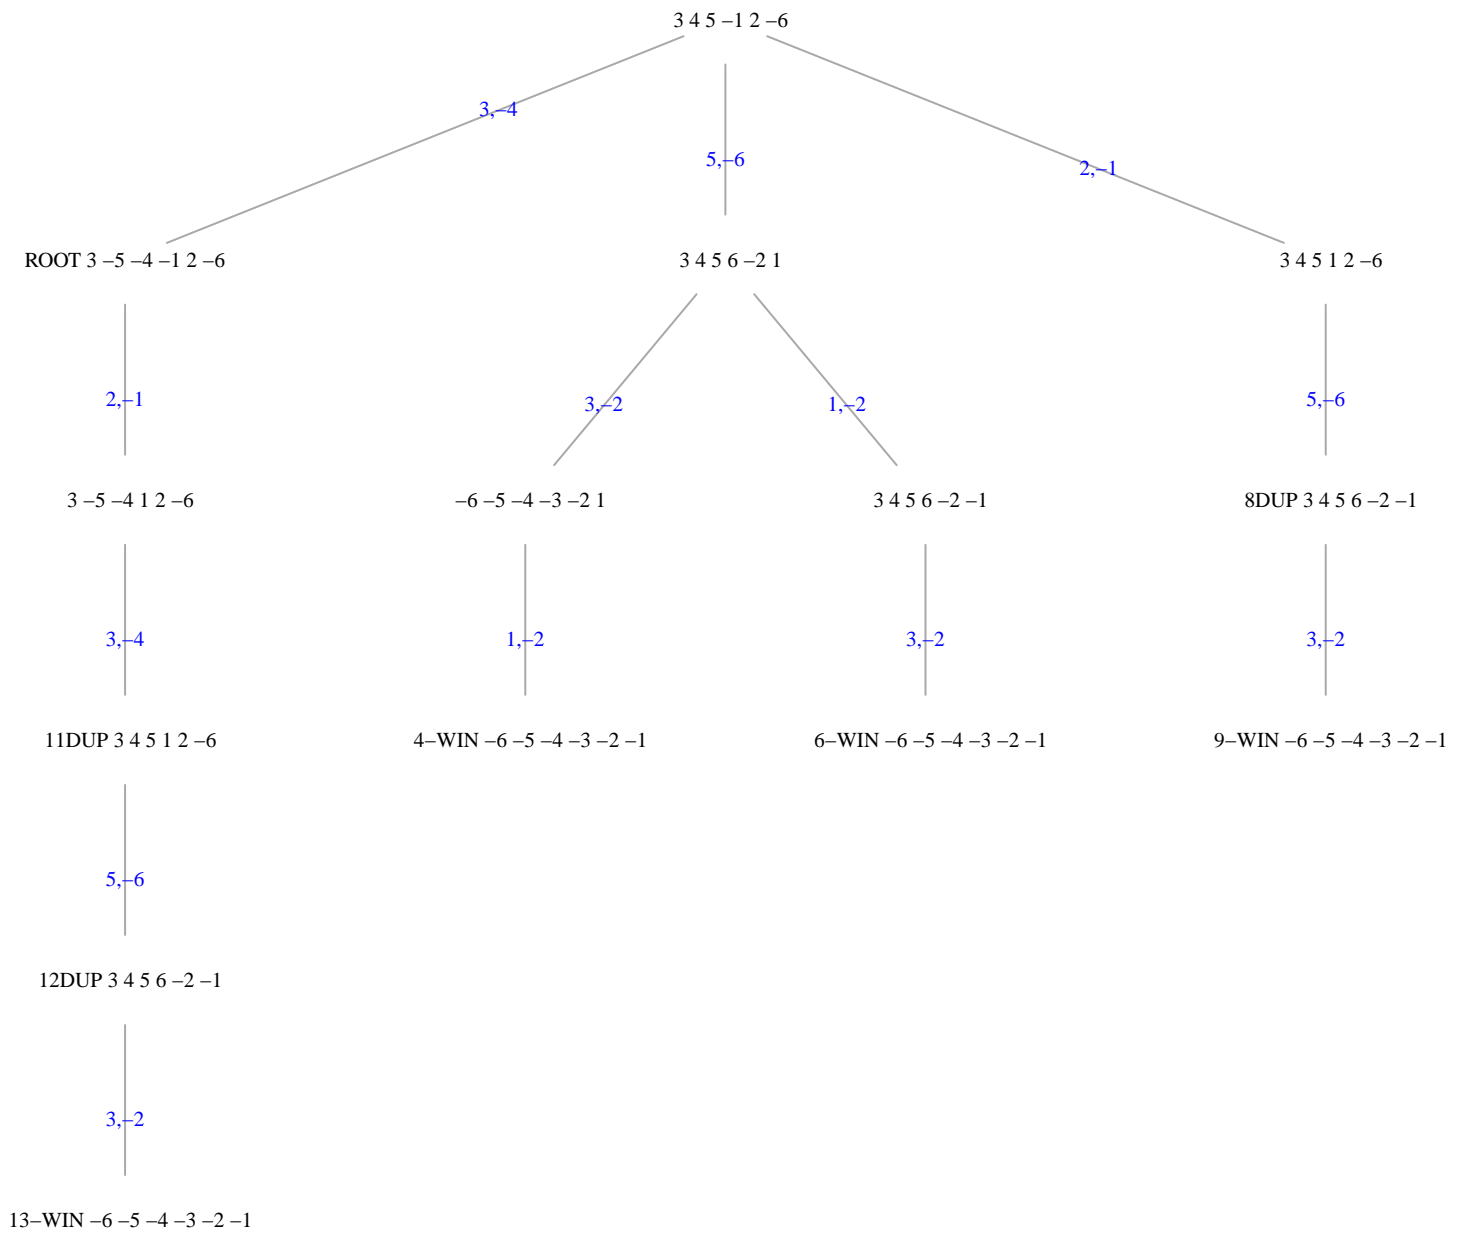 3 4 5 –1 2 –6
3,–4
5,–6
2,–1
ROOT 3 –5 –4 –1 2 –6
3 4 5 6 –2 1
3 4 5 1 2 –6
2,–1
3,–2
1,–2
5,–6
3 –5 –4 1 2 –6
–6 –5 –4 –3 –2 1
3 4 5 6 –2 –1
8DUP 3 4 5 6 –2 –1
3,–4
1,–2
3,–2
3,–2
11DUP 3 4 5 1 2 –6
4–WIN –6 –5 –4 –3 –2 –1
6–WIN –6 –5 –4 –3 –2 –1
9–WIN –6 –5 –4 –3 –2 –1
5,–6
12DUP 3 4 5 6 –2 –1
3,–2
13–WIN –6 –5 –4 –3 –2 –1